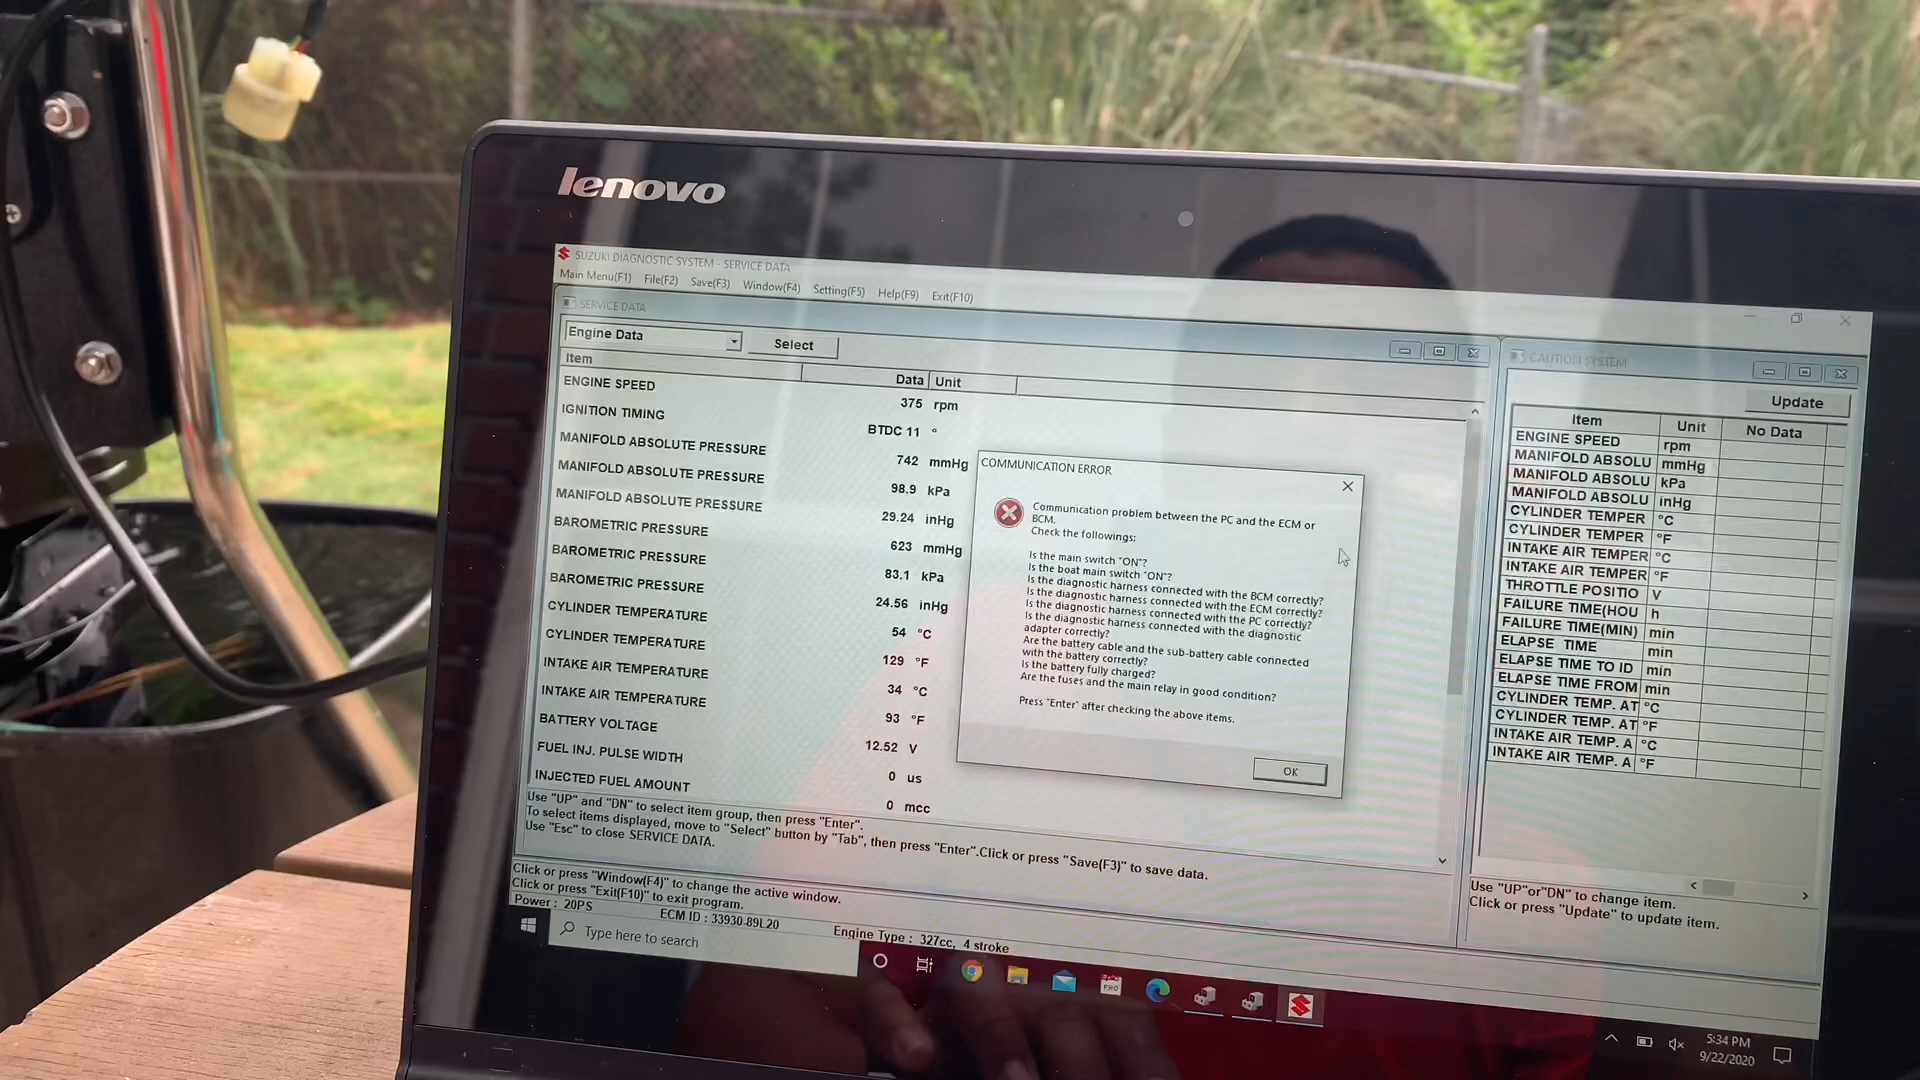 lenovo
SUZUKI DIAGNOSTIC SYSTEM - SERVICE DATA
Main Menu(F1) File(F2) Save(F3) Window(F4) Setting(F5) Help(F9) Exit(F10)
SERVICE DATA
Engine Data Select
Item Data Unit
ENGINE SPEED 375 rpm
IGNITION TIMING BTDC 11 °
MANIFOLD ABSOLUTE PRESSURE 742 mmHg
MANIFOLD ABSOLUTE PRESSURE 98.9 kPa
MANIFOLD ABSOLUTE PRESSURE 29.24 inHg
BAROMETRIC PRESSURE 623 mmHg
BAROMETRIC PRESSURE 83.1 kPa
BAROMETRIC PRESSURE 24.56 inHg
CYLINDER TEMPERATURE 54 °C
CYLINDER TEMPERATURE 129 °F
INTAKE AIR TEMPERATURE 34 °C
INTAKE AIR TEMPERATURE 93 °F
BATTERY VOLTAGE 12.52 V
FUEL INJ. PULSE WIDTH 0 us
INJECTED FUEL AMOUNT 0 mcc
Use "UP" and "DN" to select item group, then press "Enter".
To select items displayed, move to "Select" button by "Tab", then press "Enter".Click or press "Save(F3)" to save data.
Use "Esc" to close SERVICE DATA.
COMMUNICATION ERROR
Communication problem between the PC and the ECM or
BCM.
Check the followings:
Is the main switch "ON"?
Is the boat main switch "ON"?
Is the diagnostic harness connected with the BCM correctly?
Is the diagnostic harness connected with the ECM correctly?
Is the diagnostic harness connected with the PC correctly?
Is the diagnostic harness connected with the diagnostic
adapter correctly?
Are the battery cable and the sub-battery cable connected
with the battery correctly?
Is the battery fully charged?
Are the fuses and the main relay in good condition?
Press "Enter" after checking the above items.
OK
CAUTION SYSTEM
Update
Item Unit No Data
ENGINE SPEED rpm
MANIFOLD ABSOLU mmHg
MANIFOLD ABSOLU kPa
MANIFOLD ABSOLU inHg
CYLINDER TEMPER °C
CYLINDER TEMPER °F
INTAKE AIR TEMPER °C
INTAKE AIR TEMPER °F
THROTTLE POSITIO V
FAILURE TIME(HOU h
FAILURE TIME(MIN) min
ELAPSE TIME min
ELAPSE TIME TO ID min
ELAPSE TIME FROM min
CYLINDER TEMP. AT °C
CYLINDER TEMP. AT °F
INTAKE AIR TEMP. A °C
INTAKE AIR TEMP. A °F
Use "UP"or"DN" to change item.
Click or press "Update" to update item.
Click or press "Window(F4)" to change the active window.
Click or press "Exit(F10)" to exit program.
Power : 20PS ECM ID : 33930-89L20 Engine Type : 327cc, 4 stroke
Type here to search
PRO
5:34 PM
9/22/2020